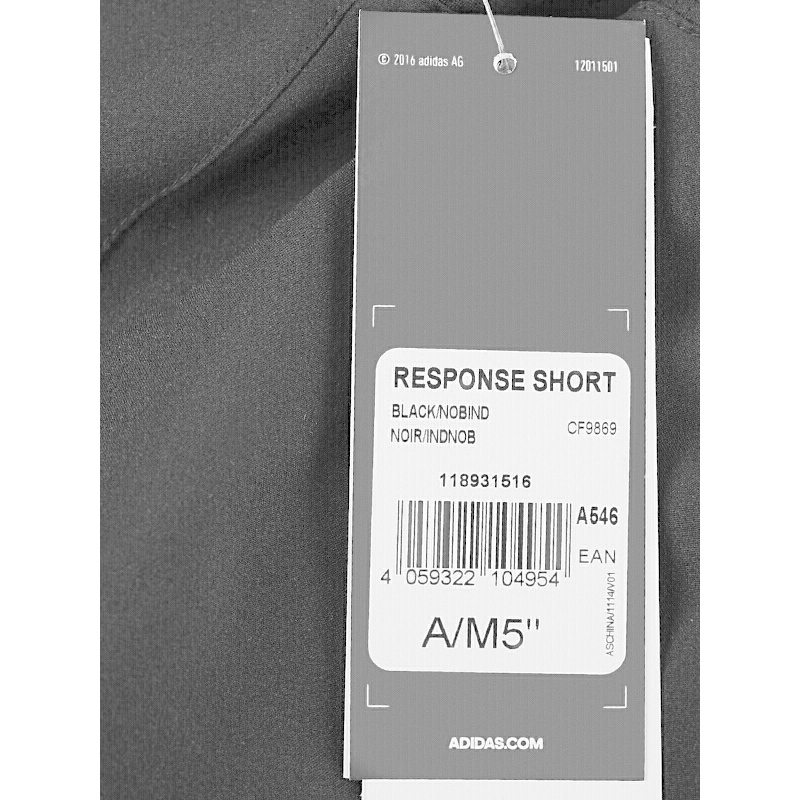 © 2016 adidas AG
12011501
RESPONSE SHORT
BLACK/NOBIND
NOIR/INDNOB
CF9869
118931516
A546
EAN
4 059322 104954
ASCHINA/1114/V01
A/M5"
ADIDAS.COM